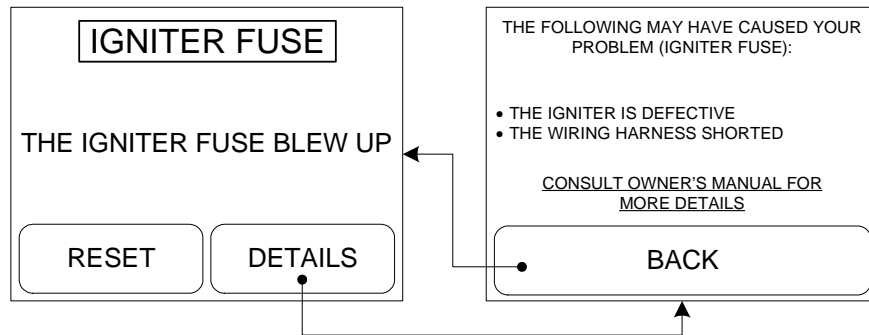 IGNITER FUSE
THE IGNITER FUSE BLEW UP
RESET
DETAILS
THE FOLLOWING MAY HAVE CAUSED YOUR
PROBLEM (IGNITER FUSE):
• THE IGNITER IS DEFECTIVE
• THE WIRING HARNESS SHORTED
CONSULT OWNER'S MANUAL FOR
MORE DETAILS
BACK